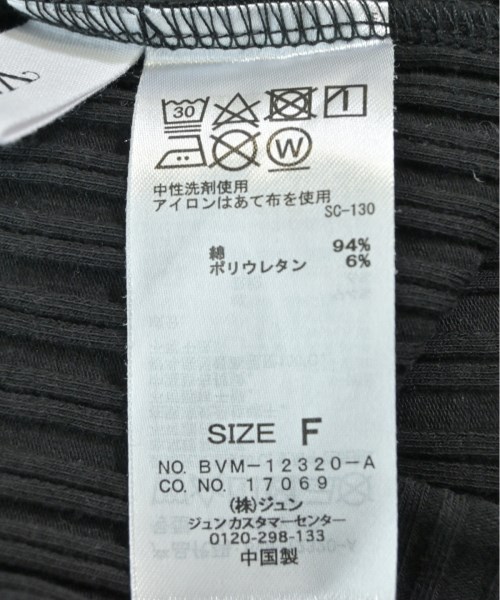 30
W
中性洗剤使用
アイロンはあて布を使用
SC-130
綿 94%
ポリウレタン 6%
SIZE F
NO. BVM-12320-A
CO. NO. 17069
(株)ジュン
ジュンカスタマーセンター
0120-298-133
中国製